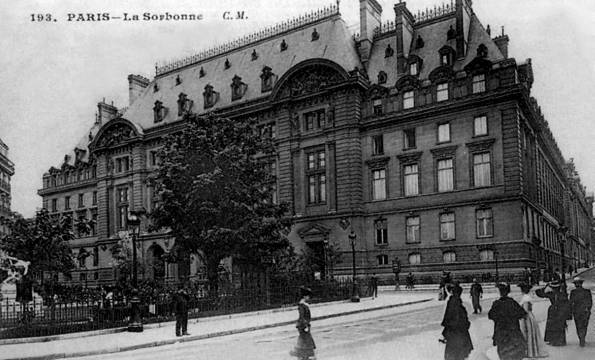 193. PARIS—La Sorbonne C. M.